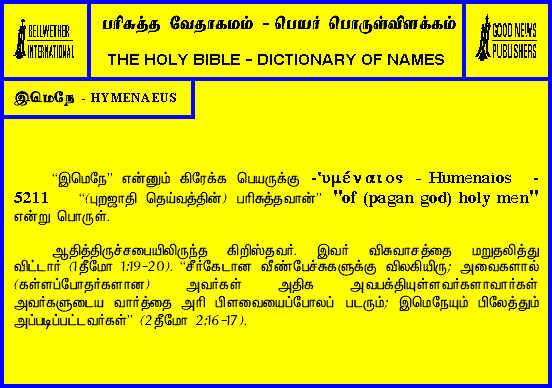 BELLWETHER
INTERNATIONAL
பரிசுத்த வேதாகமம் - பெயர் பொருள்விளக்கம்
THE HOLY BIBLE - DICTIONARY OF NAMES
GOOD NEWS
PUBLISHERS
இமெநே - HYMENAEUS
“இமெநே” என்னும் கிரேக்க பெயருக்கு -῾υμέναιος - Humenaios -
5211 “(புறஜாதி தெய்வத்தின்) பரிசுத்தவான்” "of (pagan god) holy men"
என்று பொருள்.
ஆதித்திருச்சபையிலிருந்த கிறிஸ்தவர். இவர் விசுவாசத்தை மறுதலித்து
விட்டார் (1தீமோ 1:19-20). “சீர்கேடான வீண்பேச்சுகளுக்கு விலகியிரு; அவைகளால்
(கள்ளப்போதர்களான) அவர்கள் அதிக அவபக்தியுள்ளவர்களாவார்கள்
அவர்களுடைய வார்த்தை அரி பிளவையைப்போலப் படரும்; இமெநேயும் பிலேத்தும்
அப்படிப்பட்டவர்கள்” (2தீமோ 2:16-17).